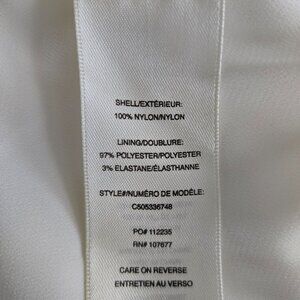 SHELL/EXTÉRIEUR:
100% NYLON/NYLON
LINING/DOUBLURE:
97% POLYESTER/POLYESTER
3% ELASTANE/ÉLASTHANNE
STYLE#/NUMÉRO DE MODÈLE:
C505336748
PO# 112235
RN# 107677
CARE ON REVERSE
ENTRETIEN AU VERSO